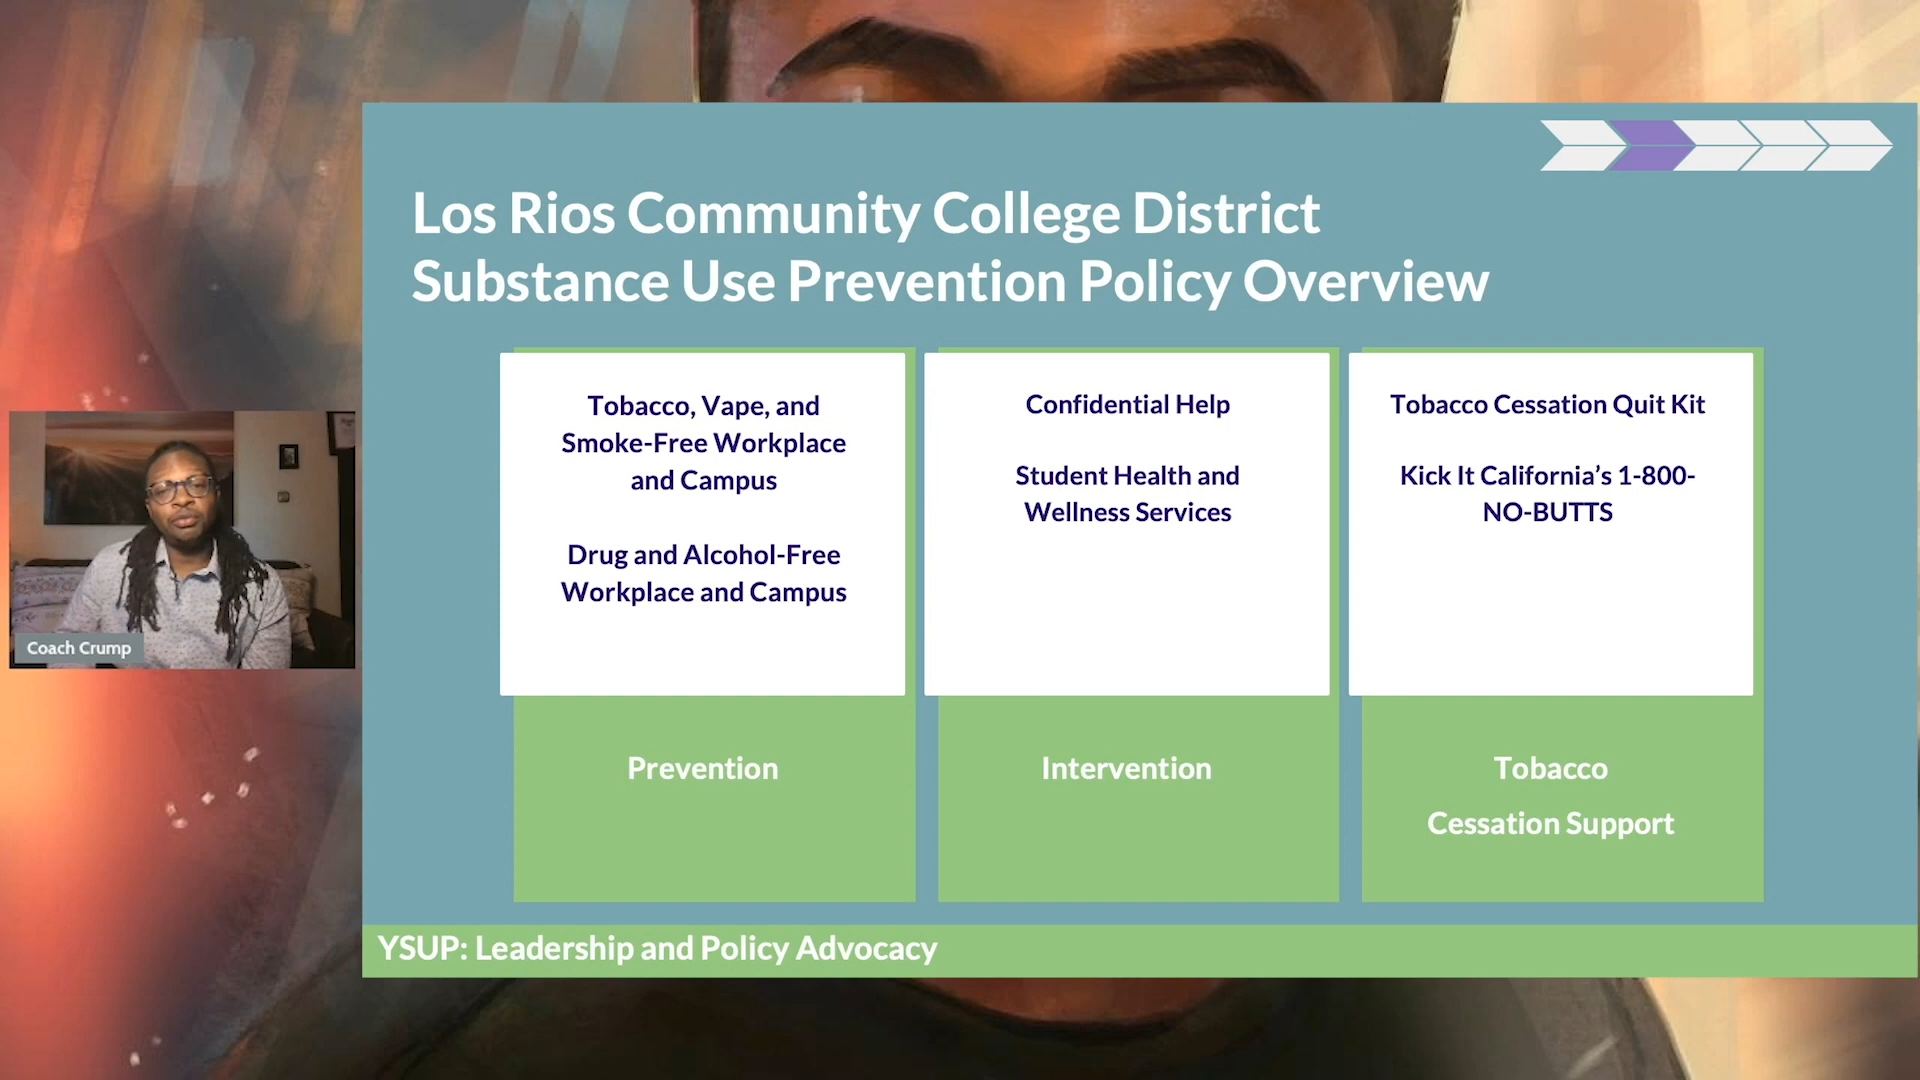 Los Rios Community College District
Substance Use Prevention Policy Overview
Tobacco, Vape, and
Smoke-Free Workplace
and Campus
Drug and Alcohol-Free
Workplace and Campus
Prevention
Confidential Help
Student Health and
Wellness Services
Intervention
Tobacco Cessation Quit Kit
Kick It California’s 1-800-
NO-BUTTS
Tobacco
Cessation Support
Coach Crump
YSUP: Leadership and Policy Advocacy